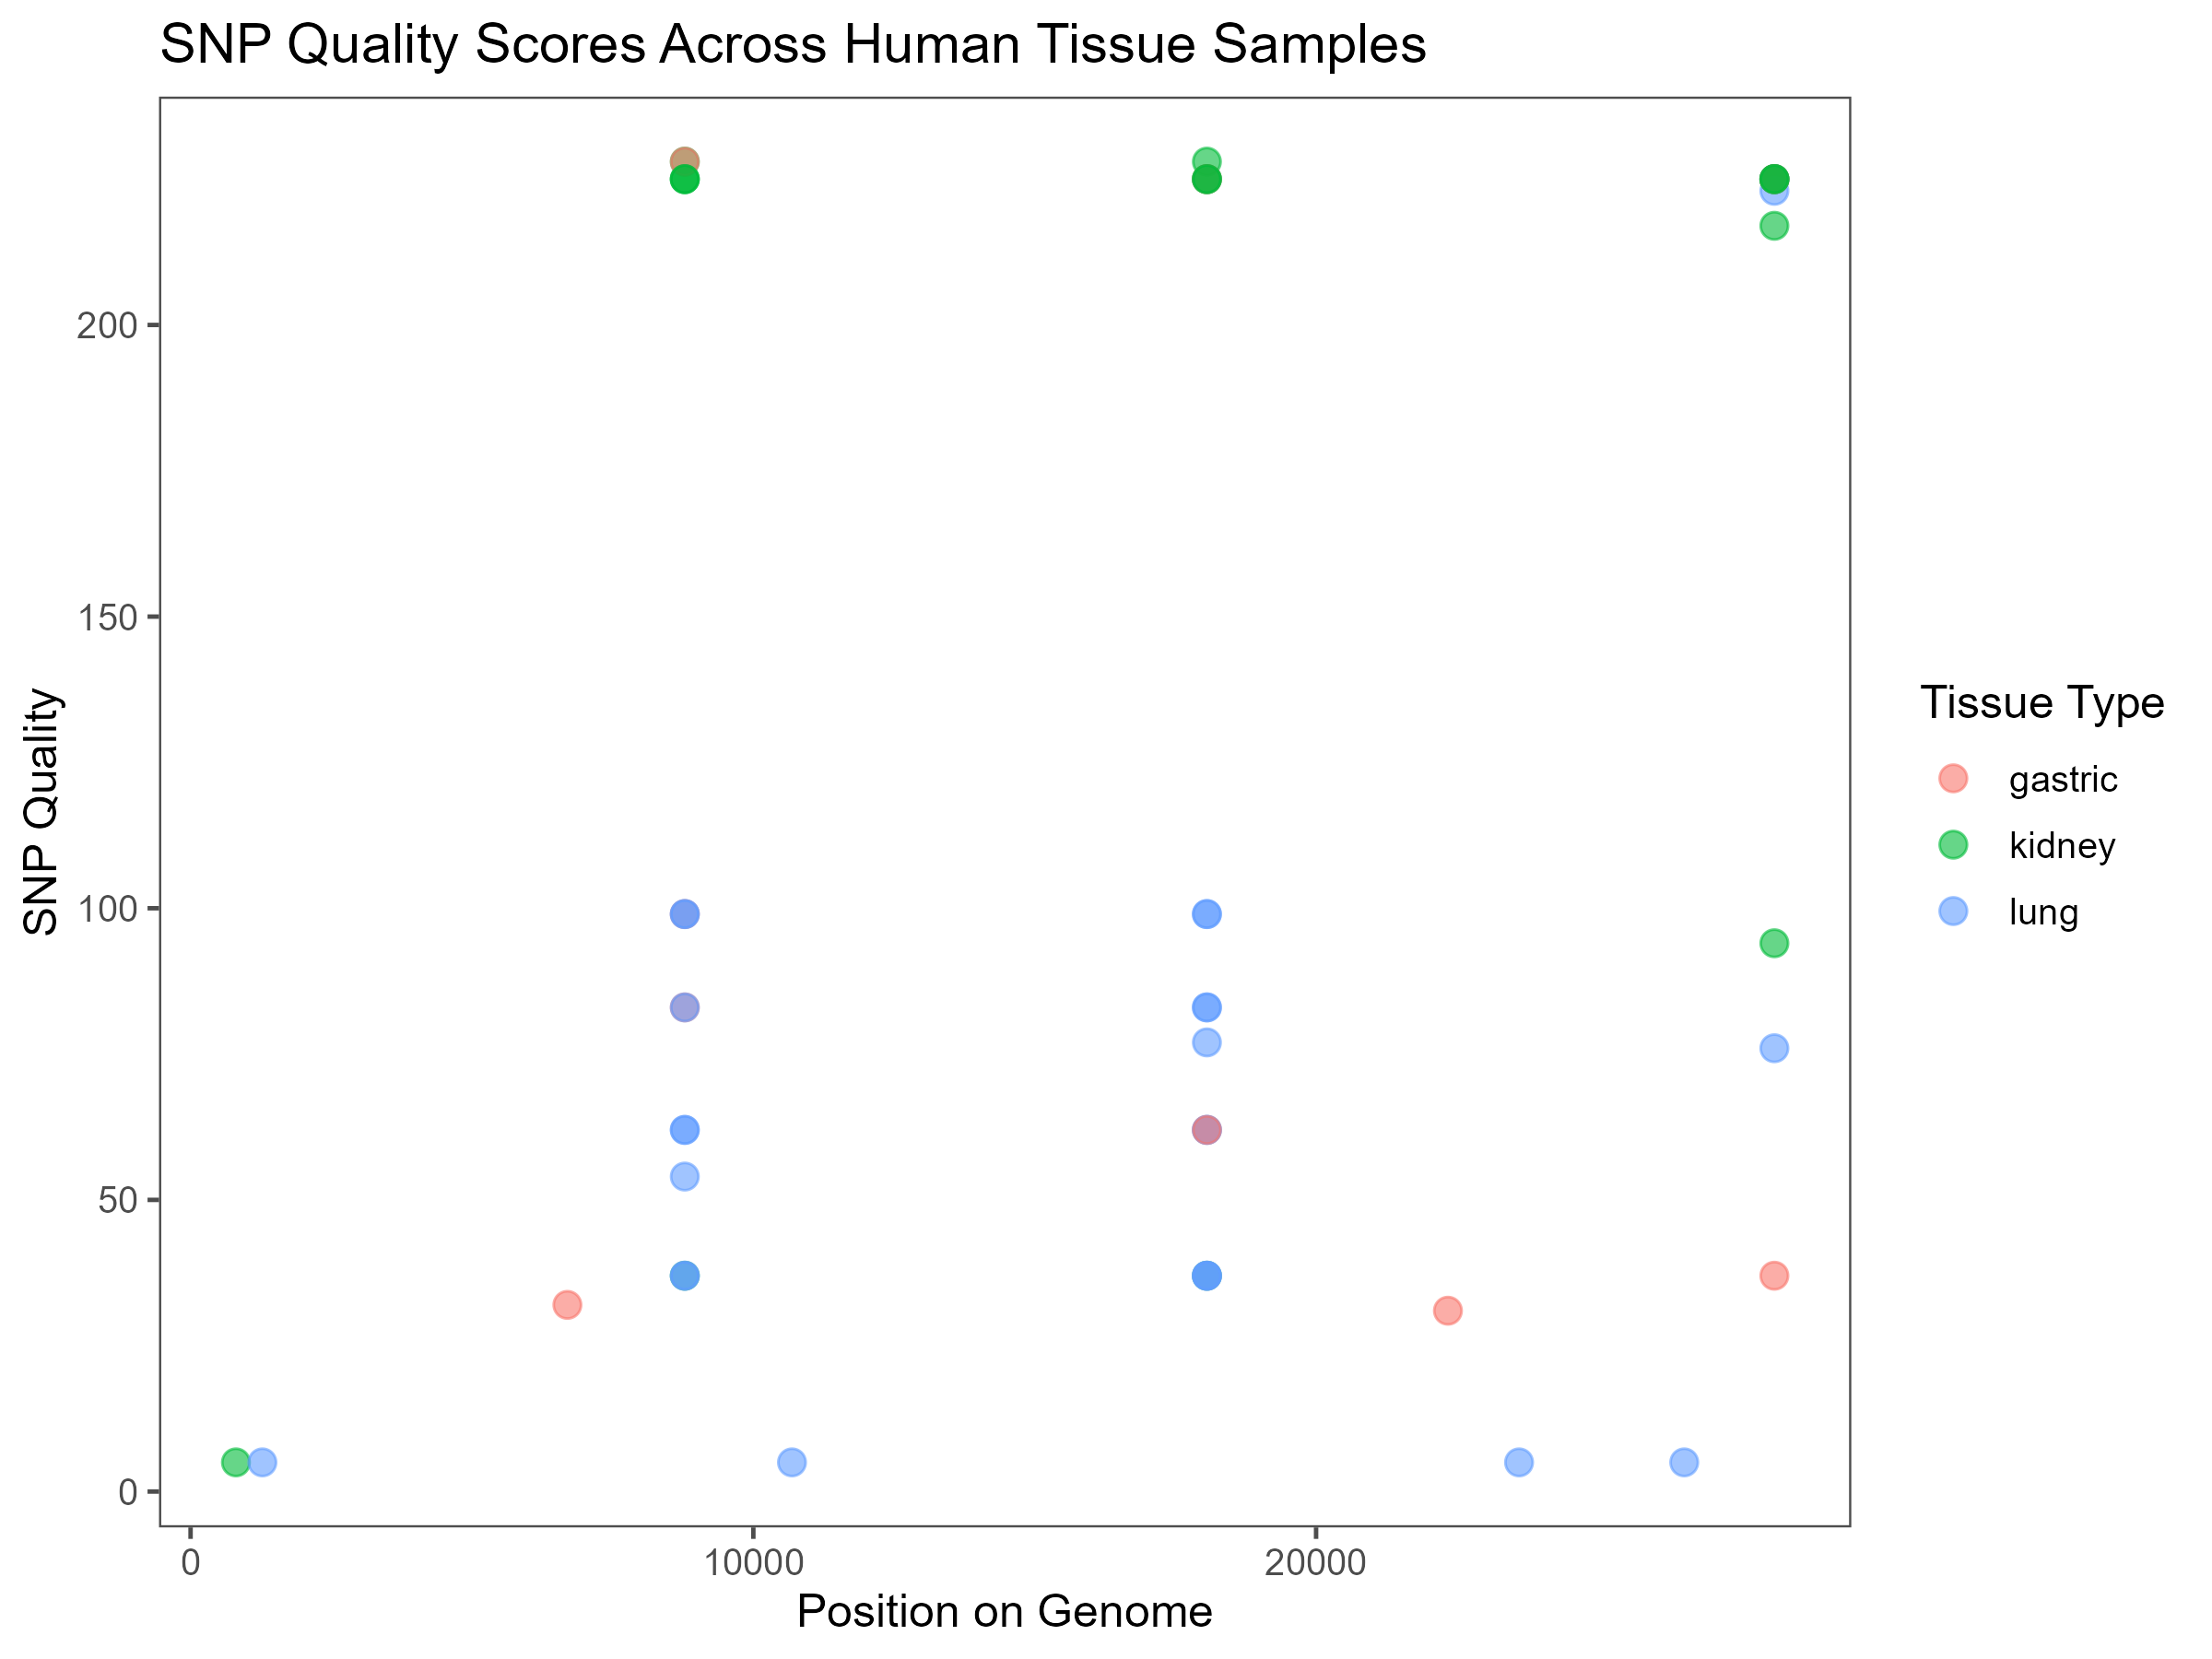 SNP Quality Scores Across Human Tissue Samples
200
150
100
50
0
SNP Quality
0 10000 20000
Position on Genome
Tissue Type
gastric
kidney
lung